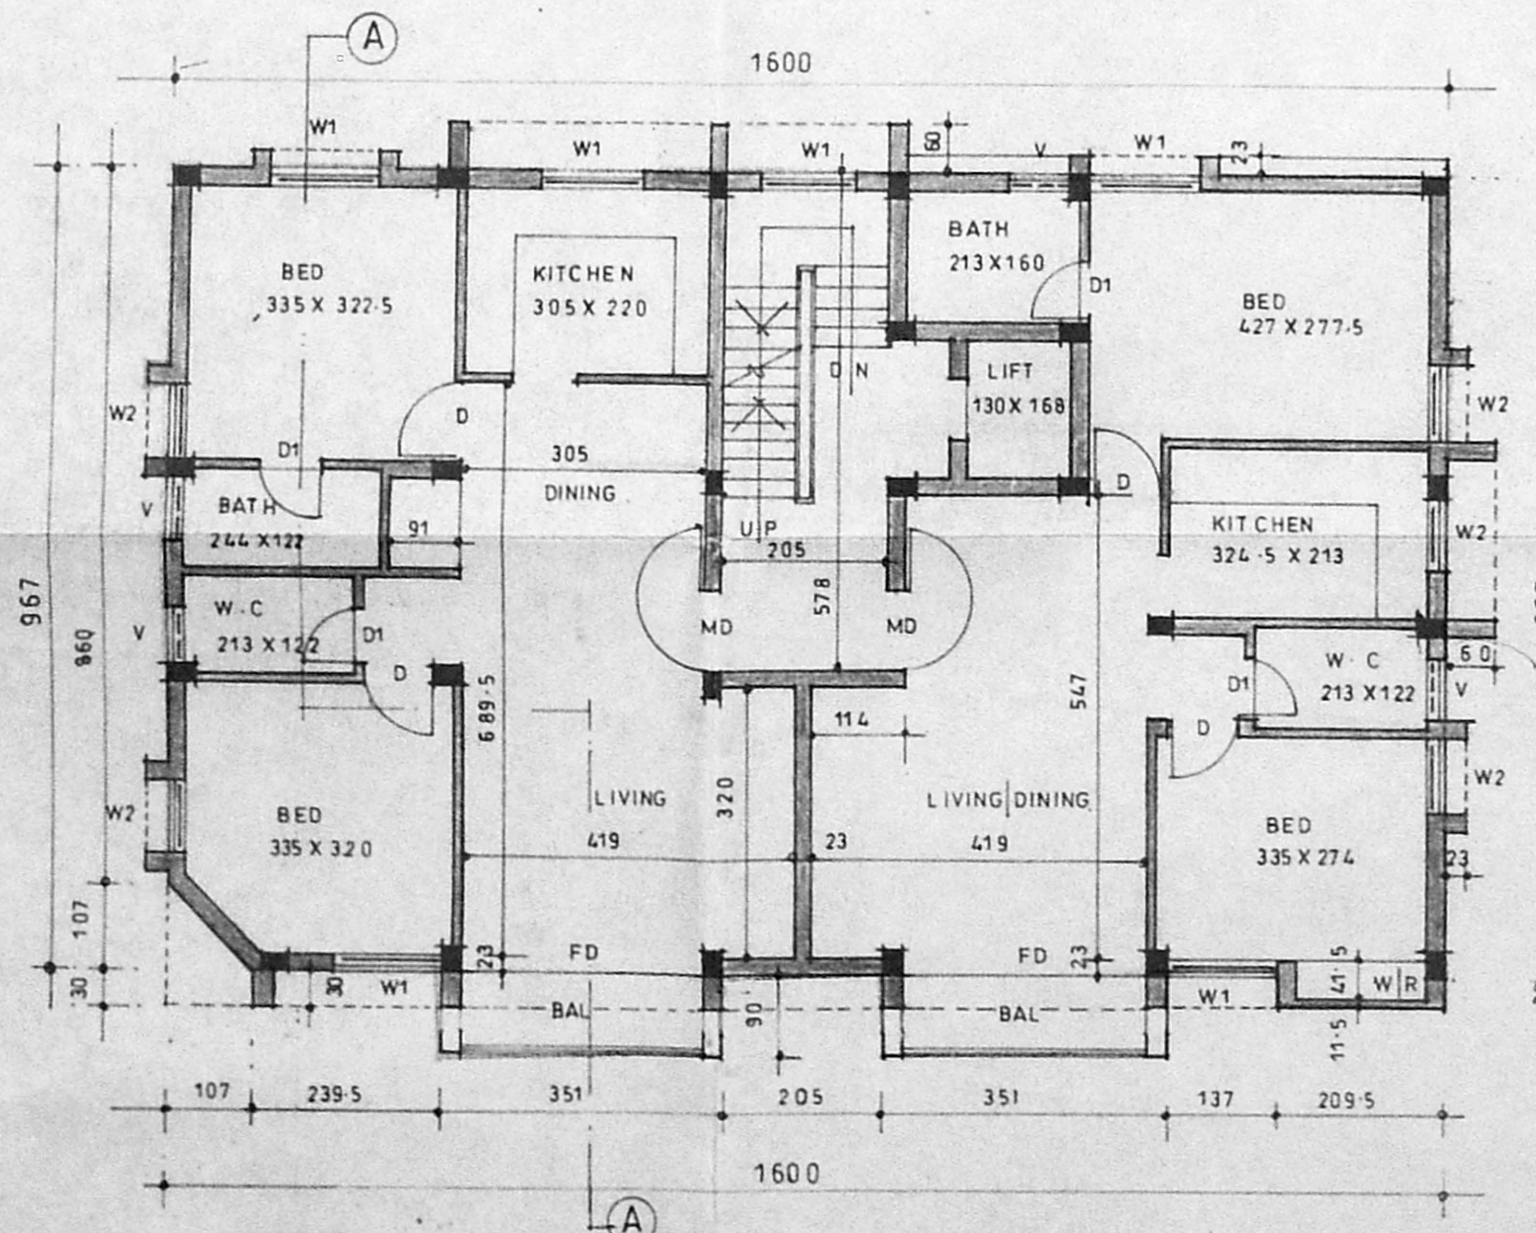 A
1600
W1
W1
W1
60
V
W1
23
BED
335 X 322.5
KITCHEN
305 X 220
BATH
213 X 160
D1
BED
427 X 277.5
W2
D
DN
LIFT
130 X 168
W2
D1
305
DINING
D
V
BATH
244 X 122
91
UP
205
KITCHEN
324.5 X 213
W2
967
960
578
V
W.C
213 X 122
D1
D
MD
MD
W.C
213 X 122
60
V
D1
D
689.5
547
114
W2
W2
BED
335 X 320
LIVING
419
320
23
LIVING|DINING
419
BED
335 X 274
23
107
23
FD
FD
23
41.5
W|R
30
30
W1
BAL
90
BAL
W1
11.5
107
239.5
351
205
351
137
209.5
1600
A